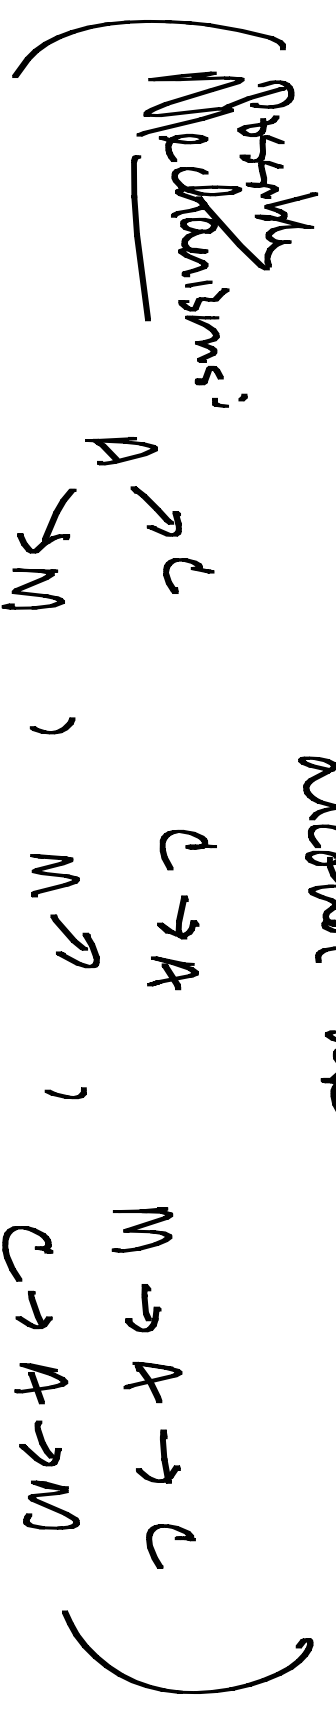 Mechanisms:
A → C
→ M , C → A
M ↗ , M → A → C
C → A → M )